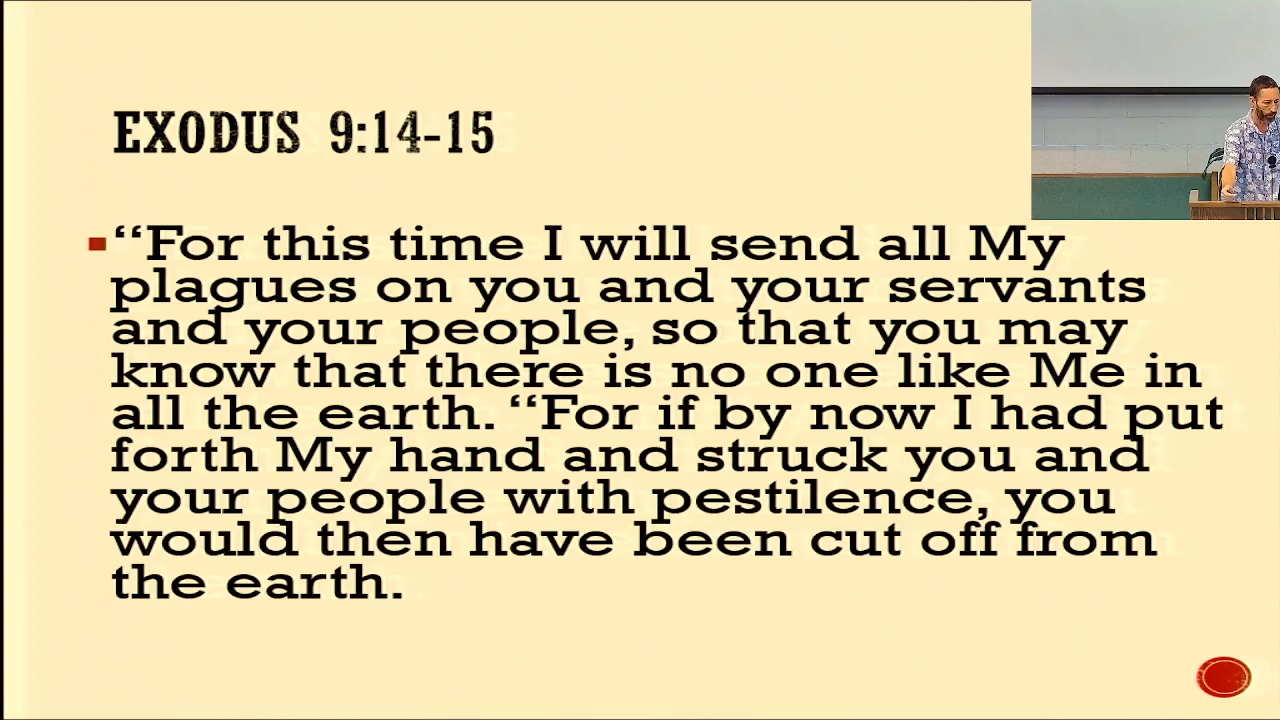 EXODUS 9:14-15
“For this time I will send all My
plagues on you and your servants
and your people, so that you may
know that there is no one like Me in
all the earth. “For if by now I had put
forth My hand and struck you and
your people with pestilence, you
would then have been cut off from
the earth.